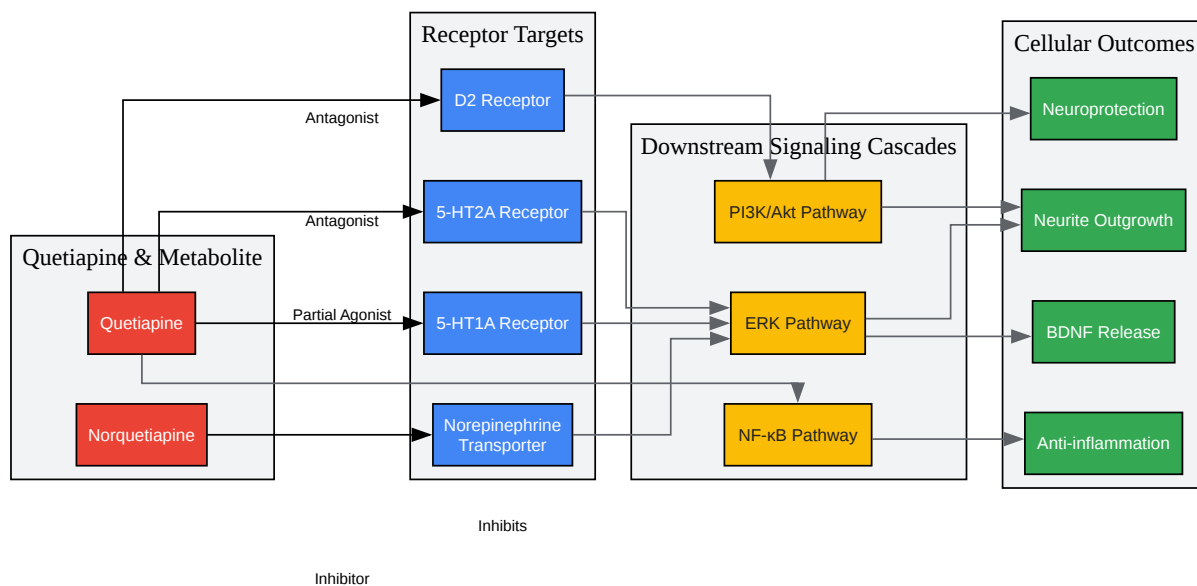 Receptor Targets
Cellular Outcomes
D2 Receptor
Neuroprotection
Antagonist
Downstream Signaling Cascades
5-HT2A Receptor
PI3K/Akt Pathway
Neurite Outgrowth
Antagonist
Quetiapine & Metabolite
Quetiapine
Partial Agonist
5-HT1A Receptor
ERK Pathway
BDNF Release
Norquetiapine
Norepinephrine
Transporter
NF-κB Pathway
Anti-inflammation
Inhibits
Inhibitor